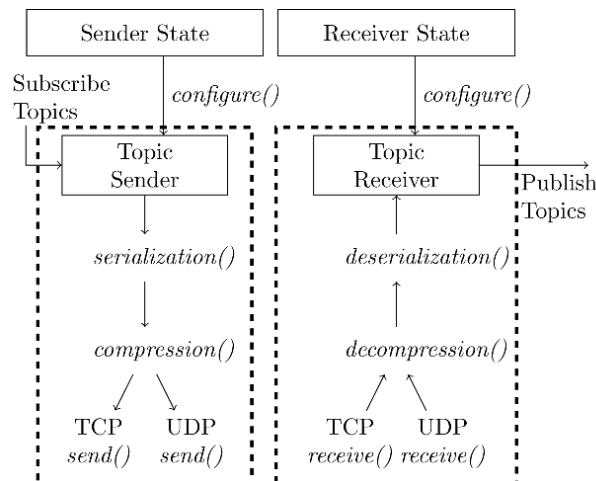 Sender State
Receiver State
Subscribe
Topics
configure()
configure()
Topic
Sender
Topic
Receiver
Publish
Topics
serialization()
deserialization()
compression()
decompression()
TCP
send()
UDP
send()
TCP
receive()
UDP
receive()